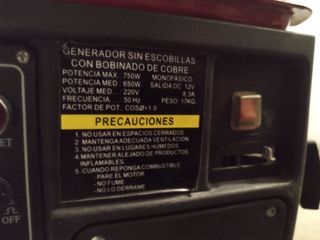 GENERADOR SIN ESCOBILLAS
CON BOBINADO DE COBRE
POTENCIA MAX.: 750W MONOFÁSICO
POTENCIA MED.: 650W SALIDA DC 12V
VOLTAJE MED.: 220V 8.3A
FRECUENCIA: 50 Hz PESO 17KG.
FACTOR DE POT. COSØ=1.0
PRECAUCIONES
1. NO USAR EN ESPACIOS CERRADOS
2. MANTENGA ADECUADA VENTILACION
3. NO USAR EN LUGARES HUMEDOS
4. MANTENER ALEJADO DE PRODUCTOS
INFLAMABLES.
5. CUANDO REPONGA COMBUSTIBLE:
- PARE EL MOTOR
- NO FUME
- NO LO DERRAME
OFF